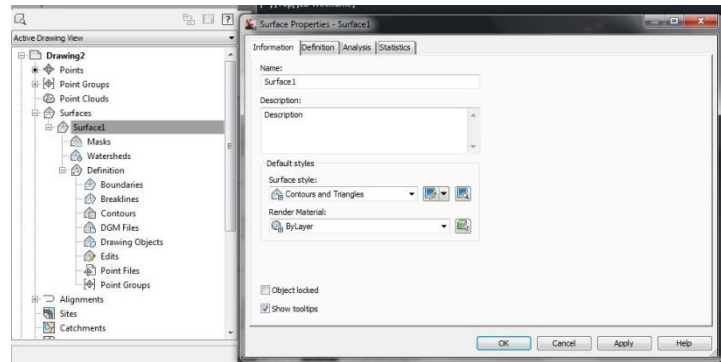 Active Drawing View
Drawing2
Points
Point Groups
Point Clouds
Surfaces
Surface1
Masks
Watersheds
Definition
Boundaries
Breaklines
Contours
DGM Files
Drawing Objects
Edits
Point Files
Point Groups
Alignments
Sites
Catchments
Surface Properties - Surface1
Information
Definition
Analysis
Statistics
Name:
Surface1
Description:
Description
Default styles
Surface style:
Contours and Triangles
Render Material:
ByLayer
Object locked
Show tooltips
OK
Cancel
Apply
Help